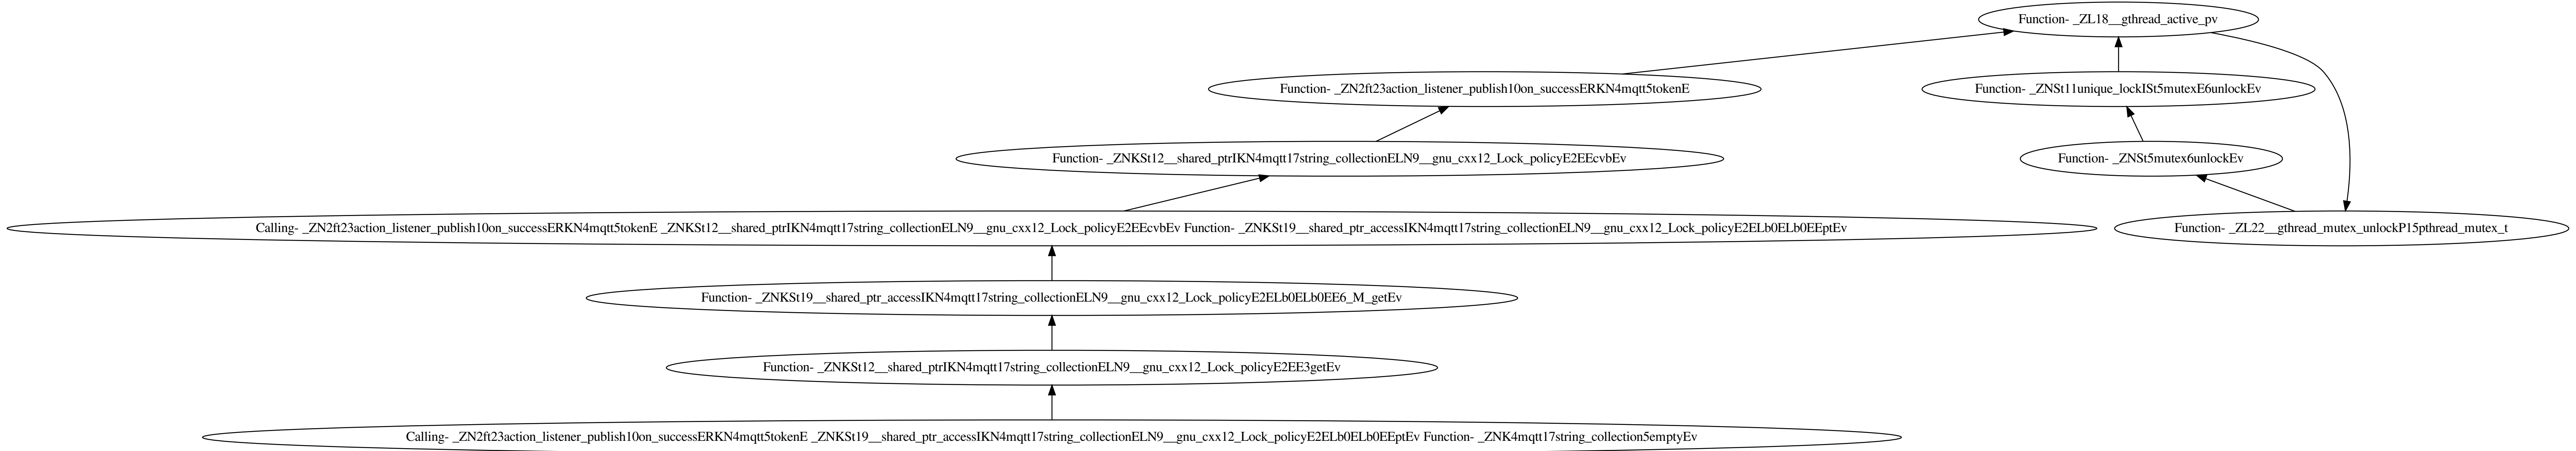 Function- _ZL18__gthread_active_pv
Function- _ZN2ft23action_listener_publish10on_successERKN4mqtt5tokenE
Function- _ZNSt11unique_lockISt5mutexE6unlockEv
Function- _ZNKSt12__shared_ptrIKN4mqtt17string_collectionELN9__gnu_cxx12_Lock_policyE2EEcvbEv
Function- _ZNSt5mutex6unlockEv
Calling- _ZN2ft23action_listener_publish10on_successERKN4mqtt5tokenE _ZNKSt12__shared_ptrIKN4mqtt17string_collectionELN9__gnu_cxx12_Lock_policyE2EEcvbEv Function- _ZNKSt19__shared_ptr_accessIKN4mqtt17string_collectionELN9__gnu_cxx12_Lock_policyE2ELb0ELb0EEptEv
Function- _ZL22__gthread_mutex_unlockP15pthread_mutex_t
Function- _ZNKSt19__shared_ptr_accessIKN4mqtt17string_collectionELN9__gnu_cxx12_Lock_policyE2ELb0ELb0EE6_M_getEv
Function- _ZNKSt12__shared_ptrIKN4mqtt17string_collectionELN9__gnu_cxx12_Lock_policyE2EE3getEv
Calling- _ZN2ft23action_listener_publish10on_successERKN4mqtt5tokenE _ZNKSt19__shared_ptr_accessIKN4mqtt17string_collectionELN9__gnu_cxx12_Lock_policyE2ELb0ELb0EEptEv Function- _ZNK4mqtt17string_collection5emptyEv